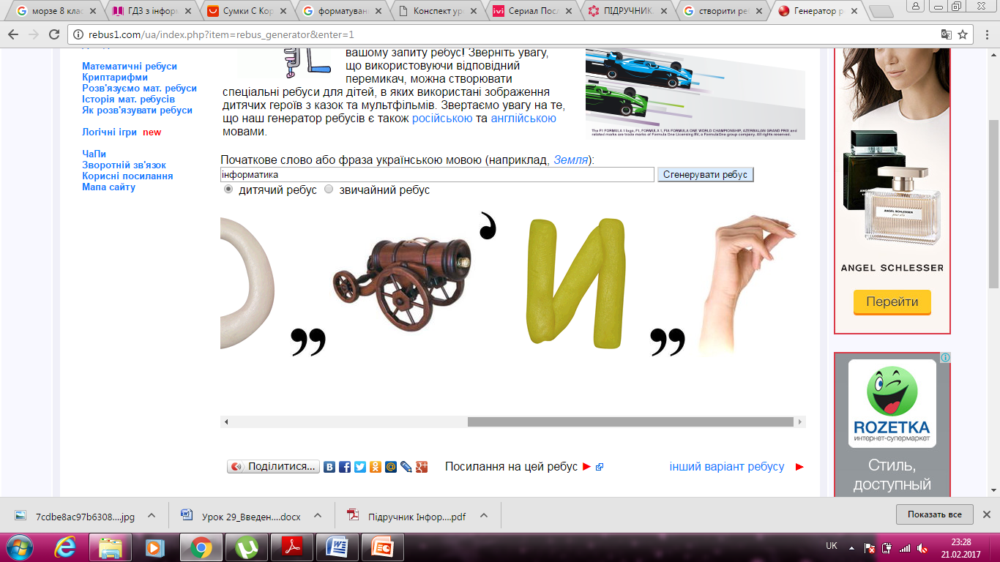 морзе 8 клас
ГДЗ з інфор
Сумки С Кор
форматуван
Конспект ур
Сериал Посл
ПІДРУЧНИК
створити ре
Генератор р
rebus1.com/ua/index.php?item=rebus_generator&enter=1
Математичні ребуси
Криптарифми
Розв'язуємо мат. ребуси
Історія мат. ребусів
Як розв'язувати ребуси
Логічні ігри new
ЧаПи
Зворотній зв'язок
Корисні посилання
Мапа сайту
вашому запиту ребус! Зверніть увагу,
що використовуючи відповідний
перемикач, можна створювати
спеціальні ребуси для дітей, в яких використані зображення
дитячих героїв з казок та мультфільмів. Звертаємо увагу на те,
що наш генератор ребусів є також російською та англійською
мовами.
The F1 FORMULA 1 logo, F1, FORMULA 1, FIA FORMULA ONE WORLD CHAMPIONSHIP, AZERBAIJAN GRAND PRIX and
related marks are trade marks of Formula One Licensing BV, a Formula One group company. All rights reserved.
Початкове слово або фраза українською мовою (наприклад, Земля):
інформатика
Сгенерувати ребус
дитячий ребус звичайний ребус
,
И
,,
,,
Поділитися...
Посилання на цей ребус
інший варіант ребусу
ANGEL SCHLESSER
ANGEL SCHLESSER
Перейти
ROZETKA
интернет-супермаркет
Стиль,
доступный
7cdbe8ac97b6308....jpg
Урок 29_Введен....docx
Підручник Інфор....pdf
Показать все
UK
23:28
21.02.2017